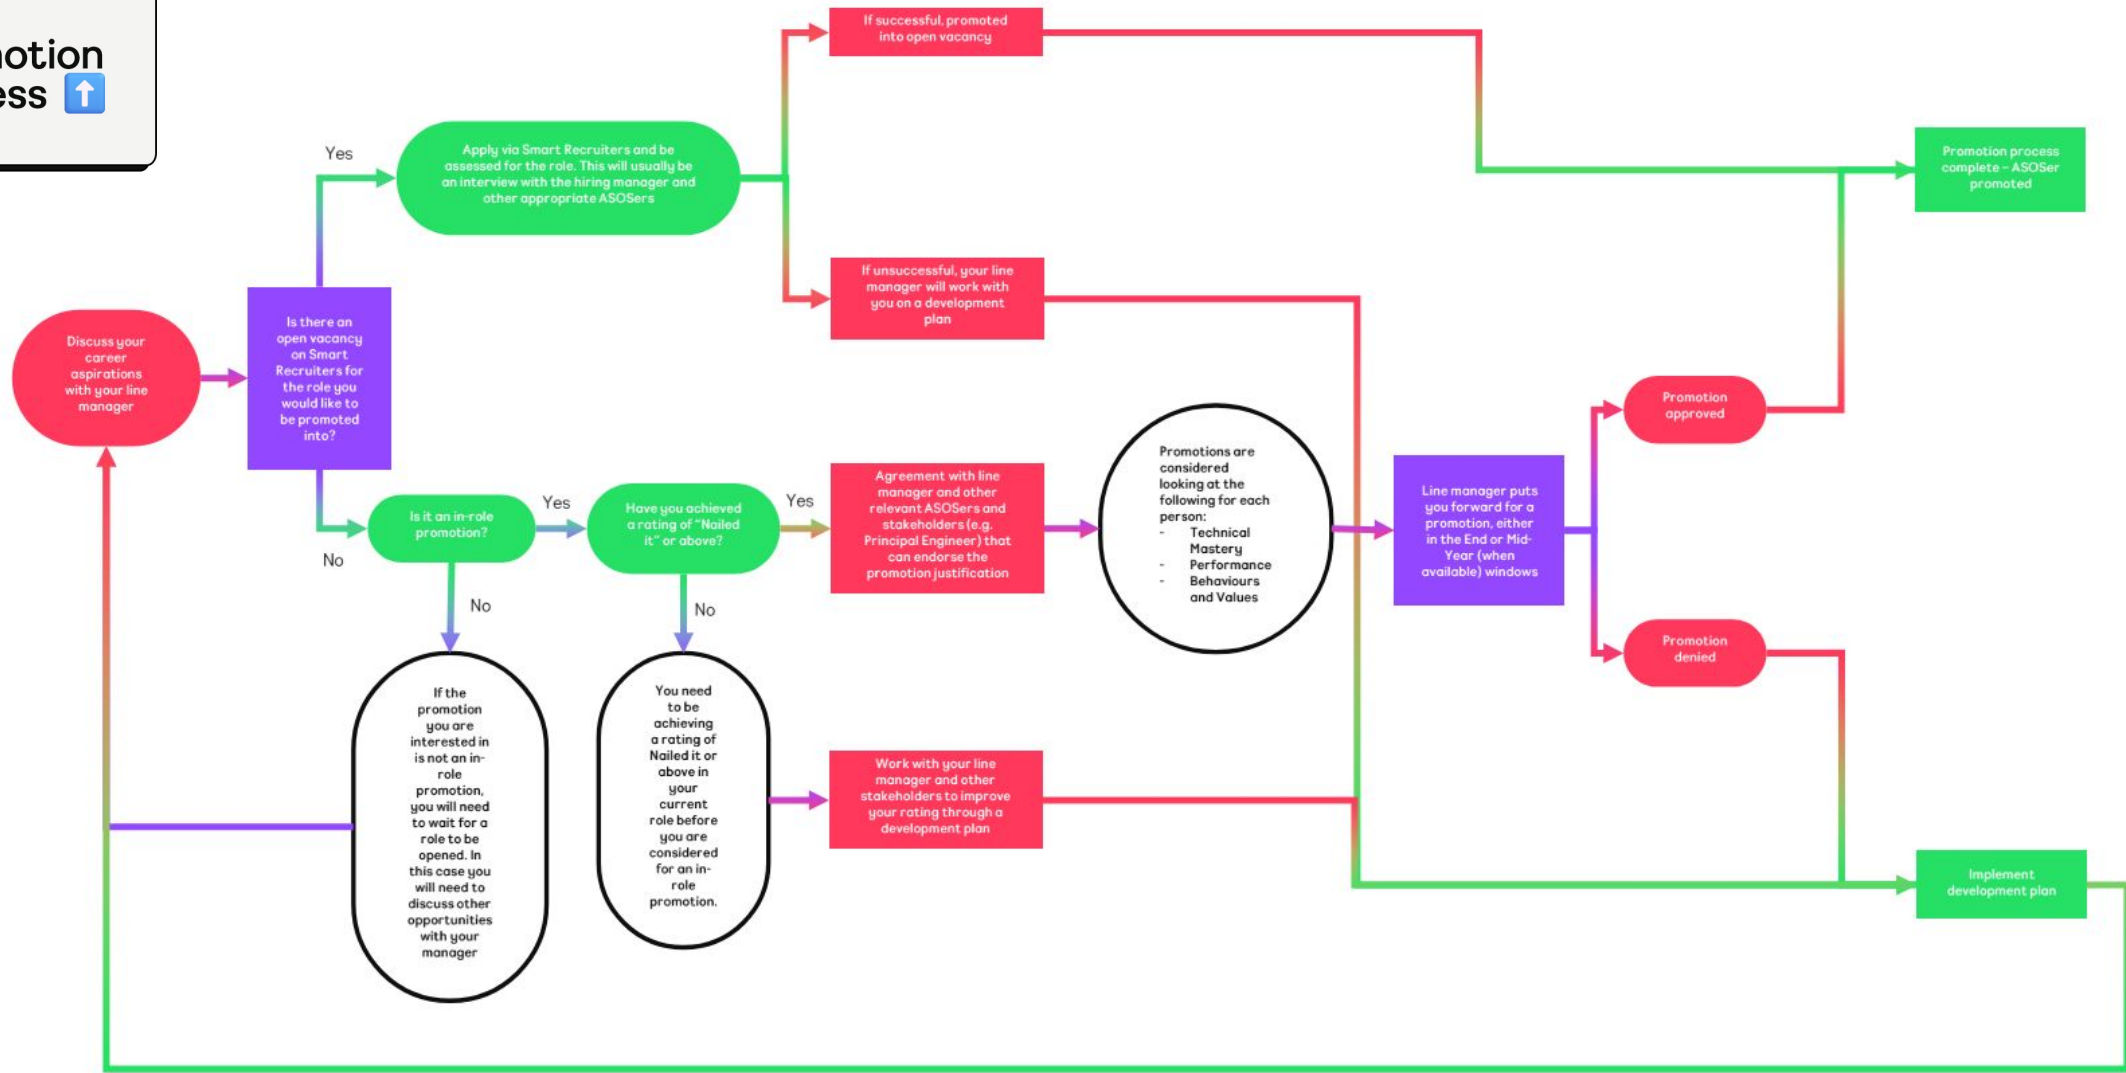 notion
ess ⬆️
If successful, promoted
into open vacancy
Yes
Apply via Smart Recruiters and be
assessed for the role. This will usually be
an interview with the hiring manager and
other appropriate ASOSers
Promotion process
complete – ASOSer
promoted
If unsuccessful, your line
manager will work with
you on a development
plan
Discuss your
career
aspirations
with your line
manager
Is there an
open vacancy
on Smart
Recruiters for
the role you
would like to
be promoted
into?
No
Is it an in-role
promotion?
Yes
Have you achieved
a rating of "Nailed
it" or above?
Yes
Agreement with line
manager and other
relevant ASOSers and
stakeholders (e.g.
Principal Engineer) that
can endorse the
promotion justification
Promotions are
considered
looking at the
following for each
person:
- Technical
Mastery
- Performance
- Behaviours
and Values
Line manager puts
you forward for a
promotion, either
in the End or Mid-
Year (when
available) windows
Promotion
approved
Promotion
denied
No
No
If the
promotion
you are
interested in
is not an in-
role
promotion,
you will need
to wait for a
role to be
opened. In
this case you
will need to
discuss other
opportunities
with your
manager
You need
to be
achieving
a rating of
Nailed it or
above in
your
current
role before
you are
considered
for an in-
role
promotion.
Work with your line
manager and other
stakeholders to improve
your rating through a
development plan
Implement
development plan